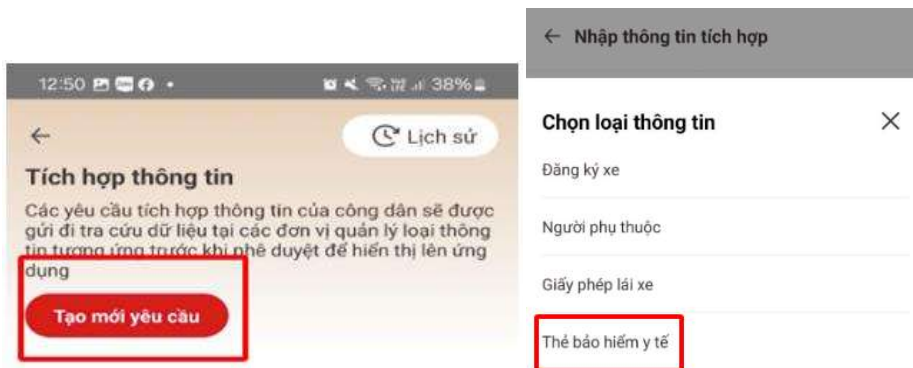 12:50
38%
Lịch sử
Tích hợp thông tin
Các yêu cầu tích hợp thông tin của công dân sẽ được
gửi đi tra cứu dữ liệu tại các đơn vị quản lý loại thông
tin tương ứng trước khi phê duyệt để hiển thị lên ứng
dụng
Tạo mới yêu cầu
Nhập thông tin tích hợp
Chọn loại thông tin
Đăng ký xe
Người phụ thuộc
Giấy phép lái xe
Thẻ bảo hiểm y tế